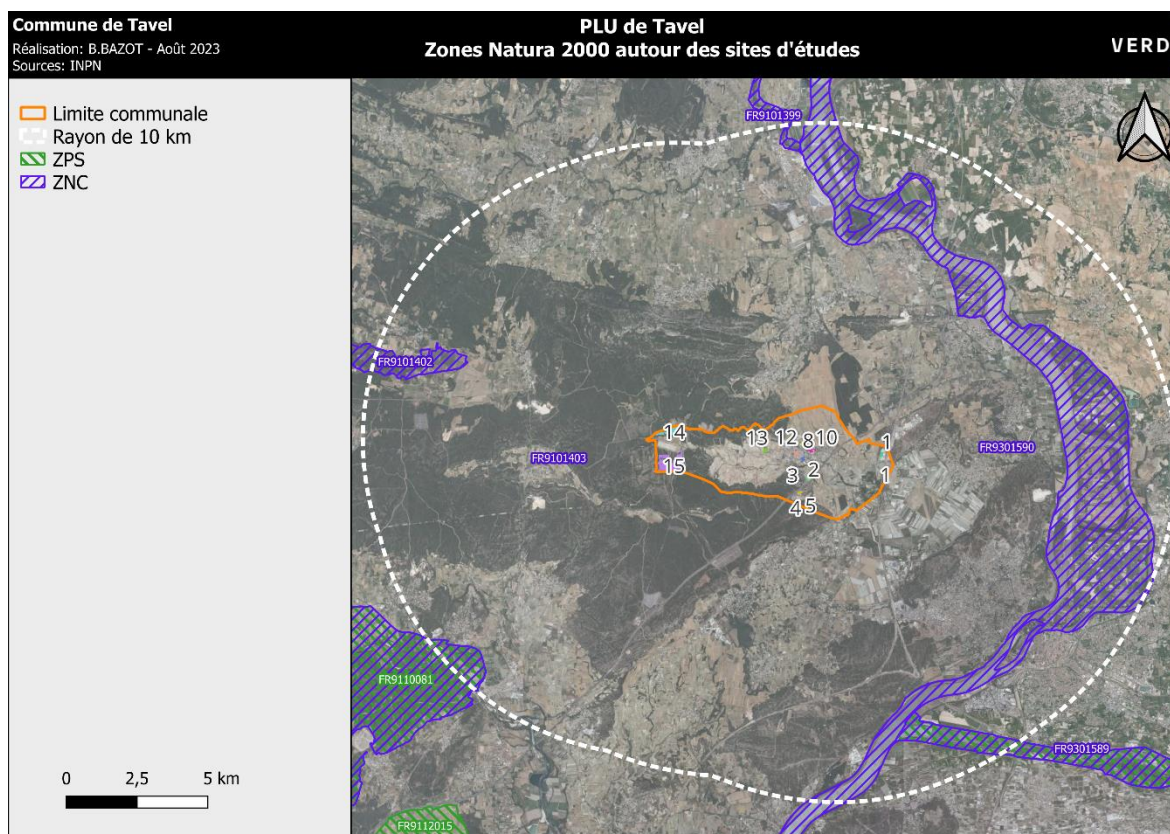 Commune de Tavel
Réalisation: B.BAZOT - Août 2023
Sources: INPN
PLU de Tavel
Zones Natura 2000 autour des sites d'études
VERD
Limite communale
Rayon de 10 km
ZPS
ZNC
FR9101399
FR9101402
FR9101403
FR9301590
14
13
12
8
10
1
15
3
2
1
4
5
FR9110081
FR9301589
FR9112015
0 2,5 5 km